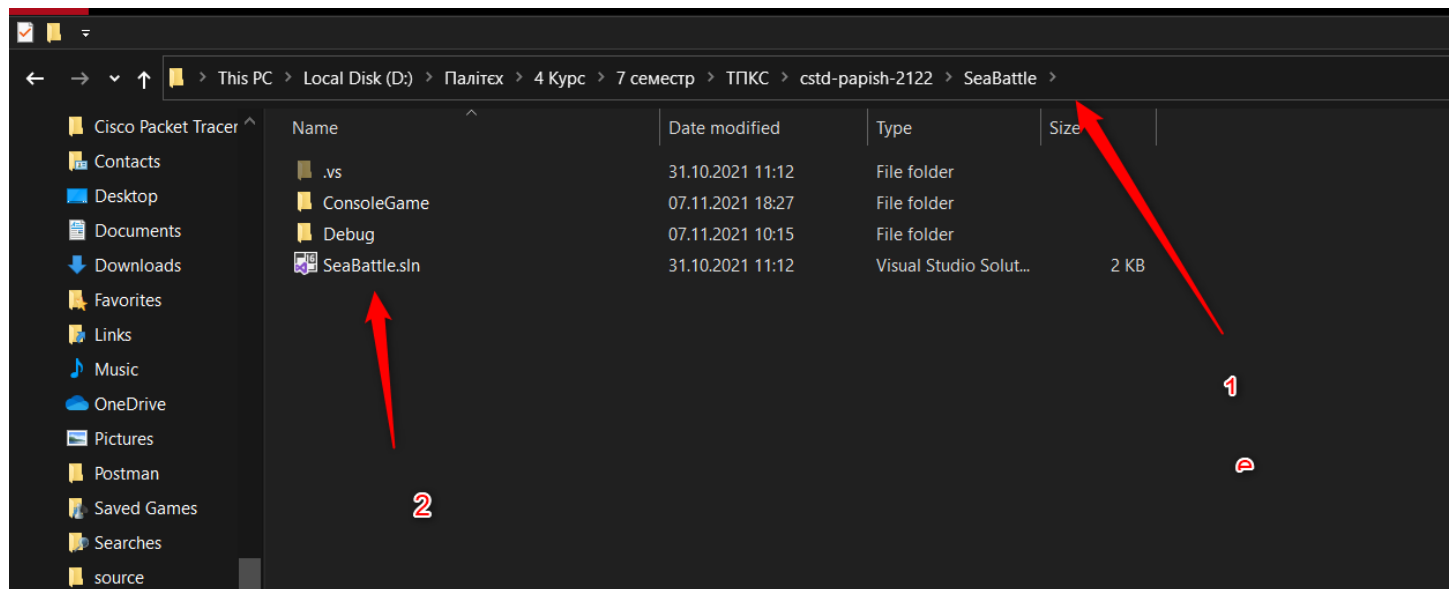 This PC > Local Disk (D:) > Палітєх > 4 Курс > 7 семестр > ТПКС > cstd-papish-2122 > SeaBattle >
Name Date modified Type Size
Cisco Packet Tracer
Contacts
Desktop
Documents
Downloads
Favorites
Links
Music
OneDrive
Pictures
Postman
Saved Games
Searches
source
.vs 31.10.2021 11:12 File folder
ConsoleGame 07.11.2021 18:27 File folder
Debug 07.11.2021 10:15 File folder
SeaBattle.sln 31.10.2021 11:12 Visual Studio Solut... 2 KB
1
е
2